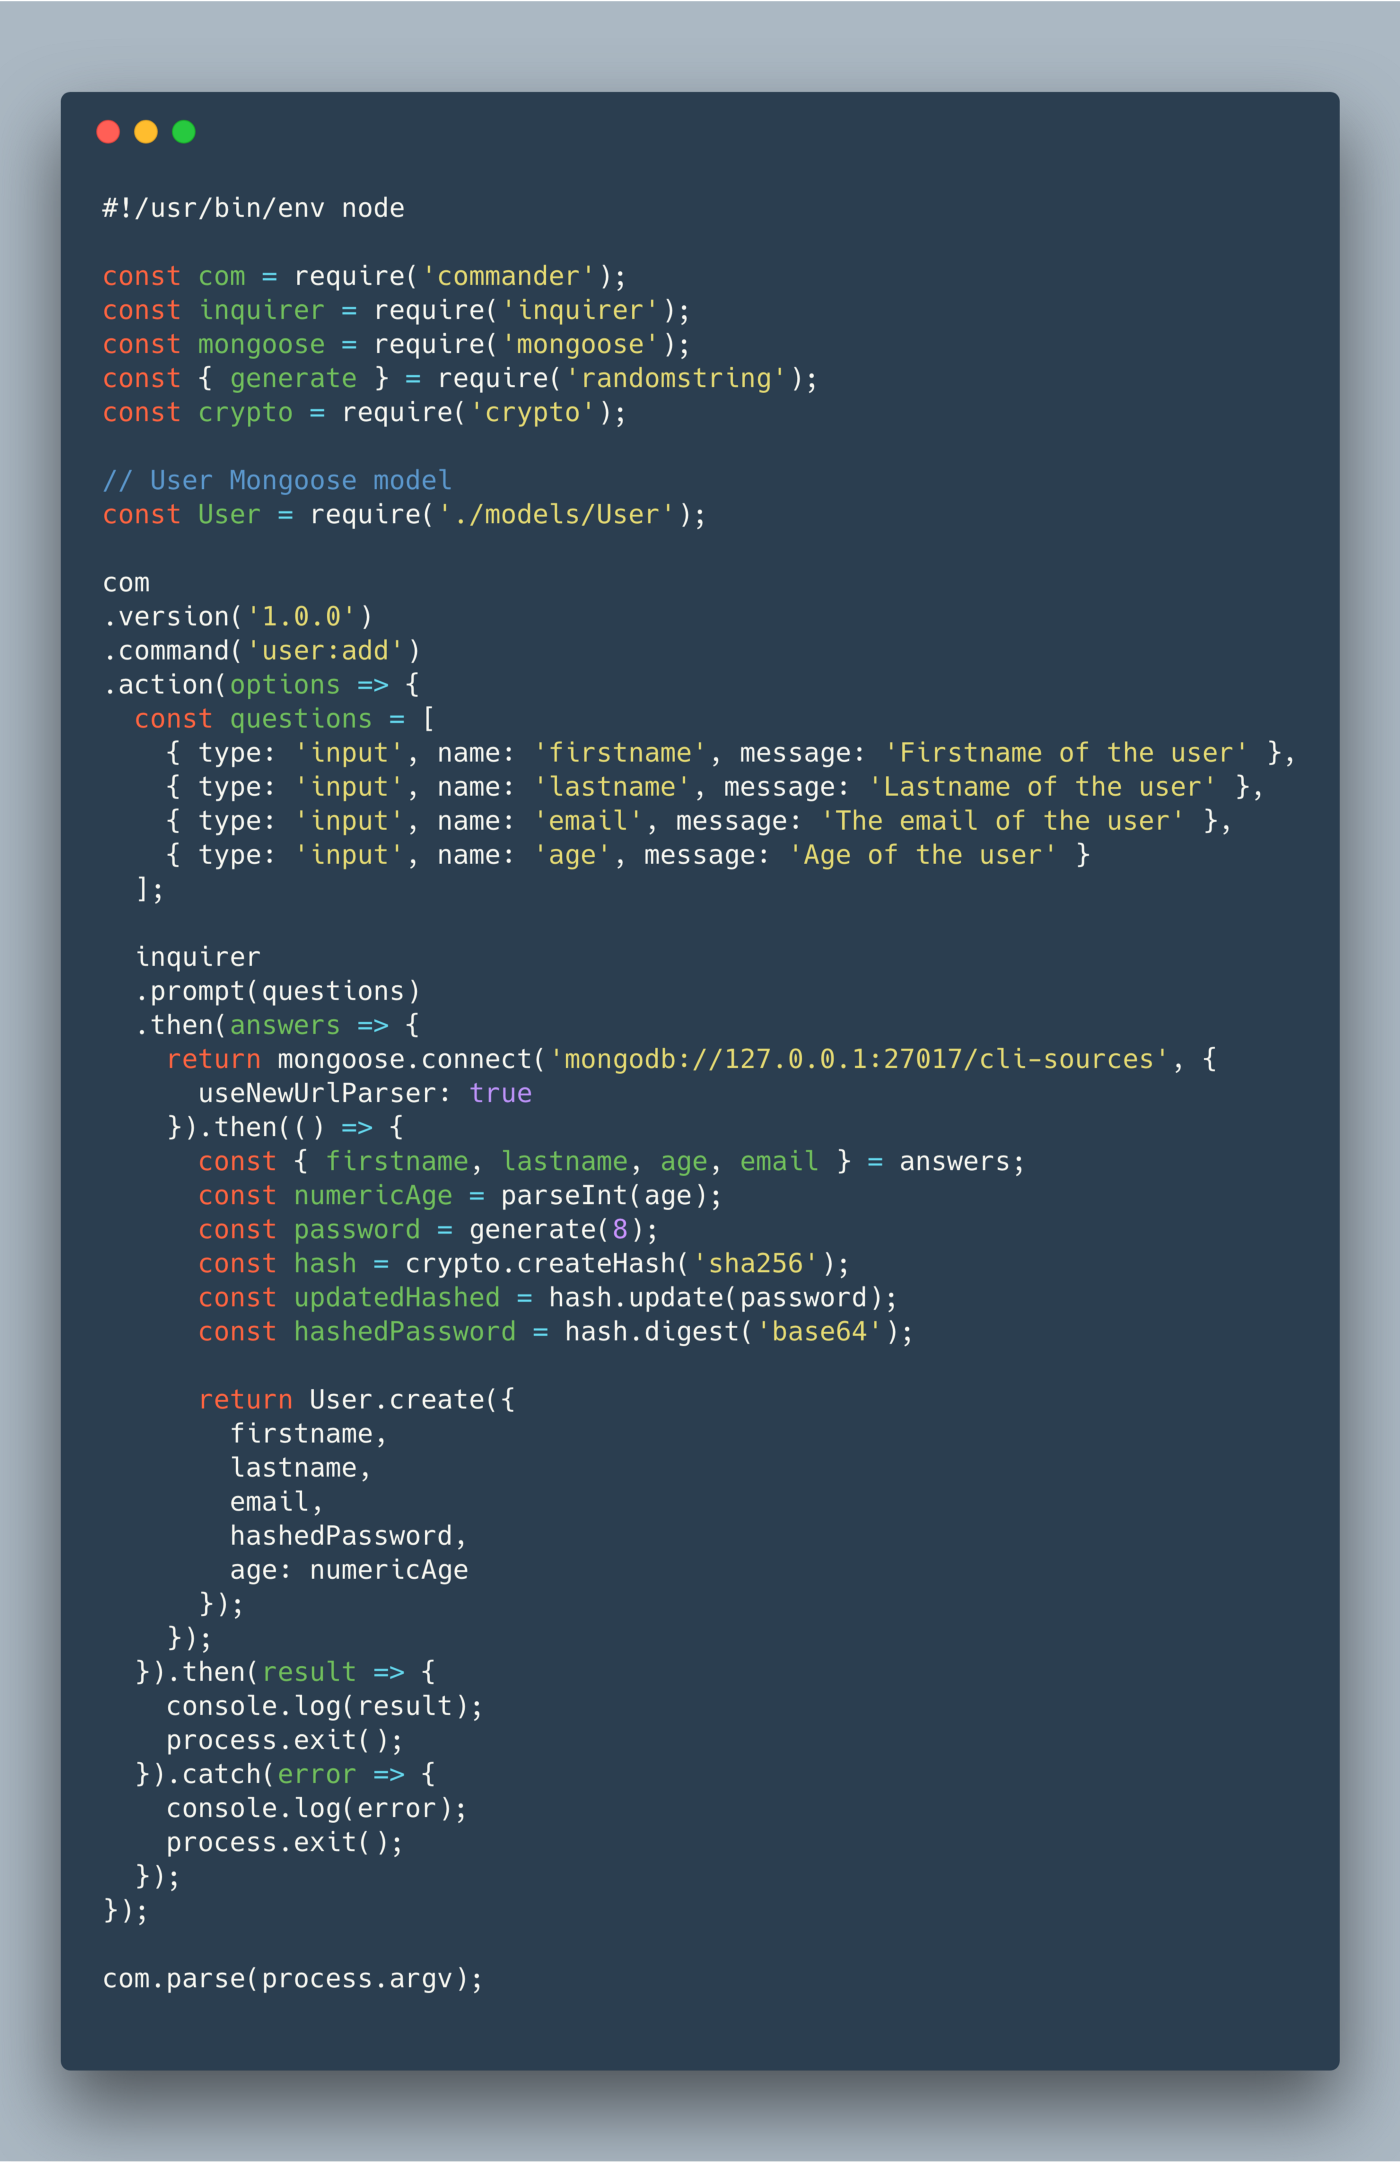 #!/usr/bin/env node

const com = require('commander');
const inquirer = require('inquirer');
const mongoose = require('mongoose');
const { generate } = require('randomstring');
const crypto = require('crypto');

// User Mongoose model
const User = require('./models/User');

com
.version('1.0.0')
.command('user:add')
.action(options => {
  const questions = [
    { type: 'input', name: 'firstname', message: 'Firstname of the user' },
    { type: 'input', name: 'lastname', message: 'Lastname of the user' },
    { type: 'input', name: 'email', message: 'The email of the user' },
    { type: 'input', name: 'age', message: 'Age of the user' }
  ];

  inquirer
  .prompt(questions)
  .then(answers => {
    return mongoose.connect('mongodb://127.0.0.1:27017/cli-sources', {
      useNewUrlParser: true
    }).then(() => {
      const { firstname, lastname, age, email } = answers;
      const numericAge = parseInt(age);
      const password = generate(8);
      const hash = crypto.createHash('sha256');
      const updatedHashed = hash.update(password);
      const hashedPassword = hash.digest('base64');

      return User.create({
        firstname,
        lastname,
        email,
        hashedPassword,
        age: numericAge
      });
    });
  }).then(result => {
    console.log(result);
    process.exit();
  }).catch(error => {
    console.log(error);
    process.exit();
  });
});

com.parse(process.argv);